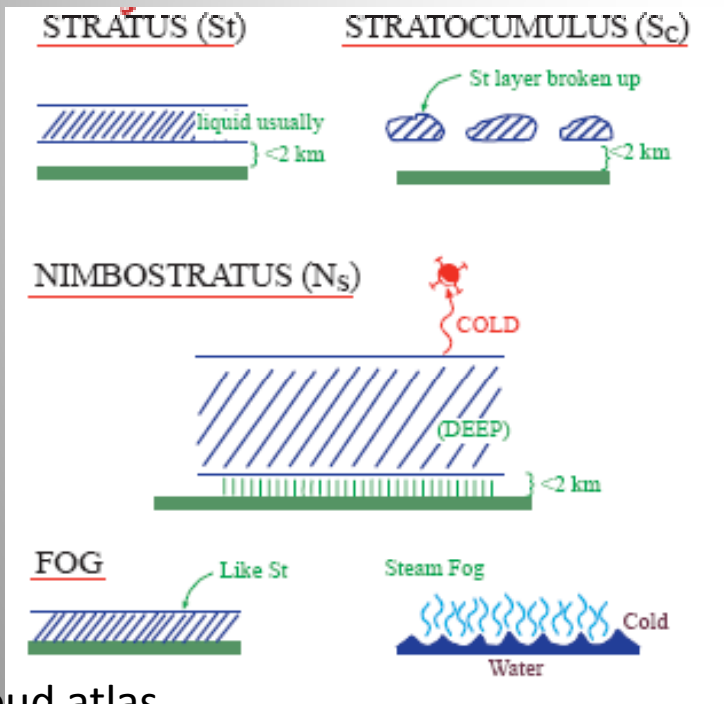 STRATUS (St)
STRATOCUMULUS (Sc)
St layer broken up
liquid usually
<2 km
<2 km
NIMBOSTRATUS (Ns)
COLD
(DEEP)
<2 km
FOG
Like St
Steam Fog
Cold
Water
atlas